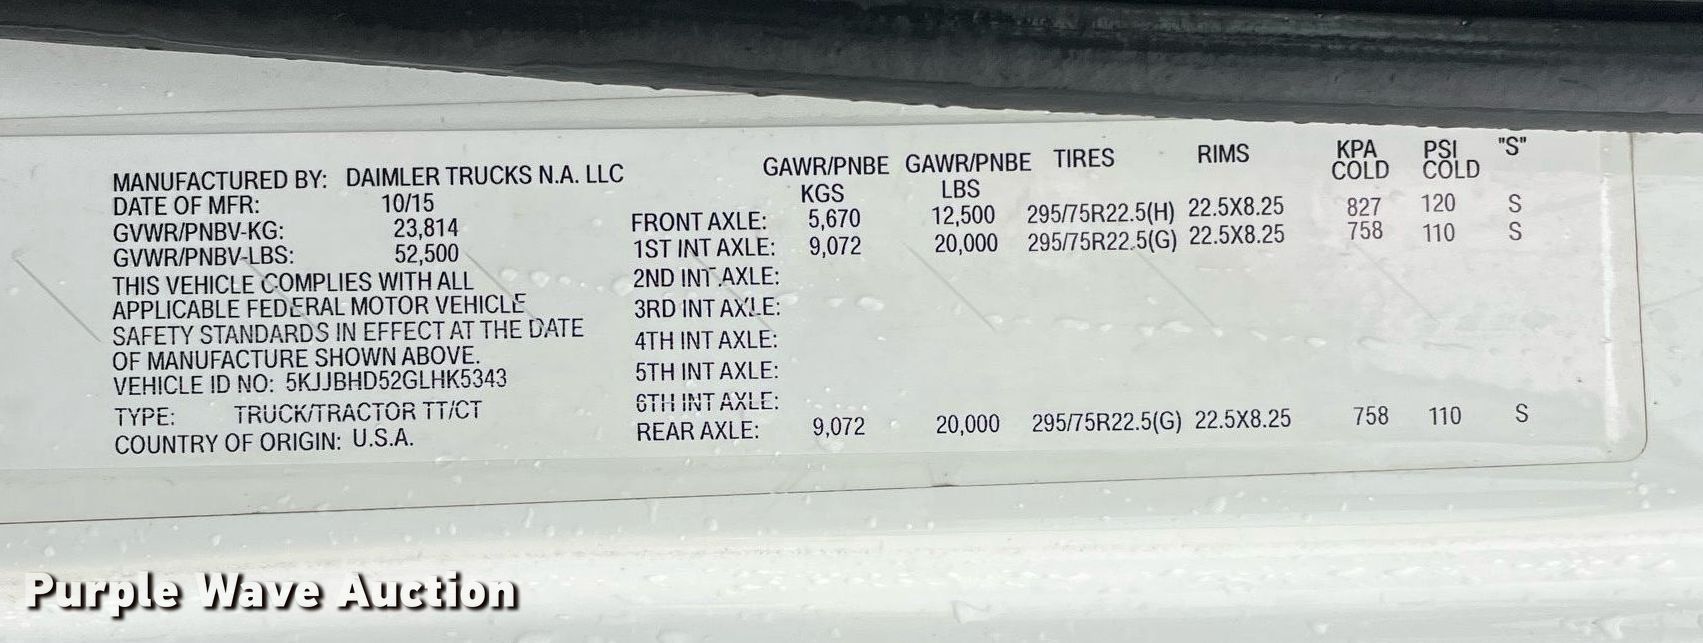 MANUFACTURED BY: DAIMLER TRUCKS N.A. LLC
DATE OF MFR: 10/15
GVWR/PNBV-KG: 23,814
GVWR/PNBV-LBS: 52,500
THIS VEHICLE COMPLIES WITH ALL
APPLICABLE FEDERAL MOTOR VEHICLE
SAFETY STANDARDS IN EFFECT AT THE DATE
OF MANUFACTURE SHOWN ABOVE.
VEHICLE ID NO: 5KJJBHD52GLHK5343
TYPE: TRUCK/TRACTOR TT/CT
COUNTRY OF ORIGIN: U.S.A.
GAWR/PNBE GAWR/PNBE TIRES RIMS KPA PSI "S"
KGS LBS COLD COLD
FRONT AXLE: 5,670 12,500 295/75R22.5(H) 22.5X8.25 827 120 S
1ST INT AXLE: 9,072 20,000 295/75R22.5(G) 22.5X8.25 758 110 S
2ND INT.AXLE:
3RD INT AXLE:
4TH INT AXLE:
5TH INT AXLE:
6TH INT AXLE:
REAR AXLE: 9,072 20,000 295/75R22.5(G) 22.5X8.25 758 110 S
Purple Wave Auction